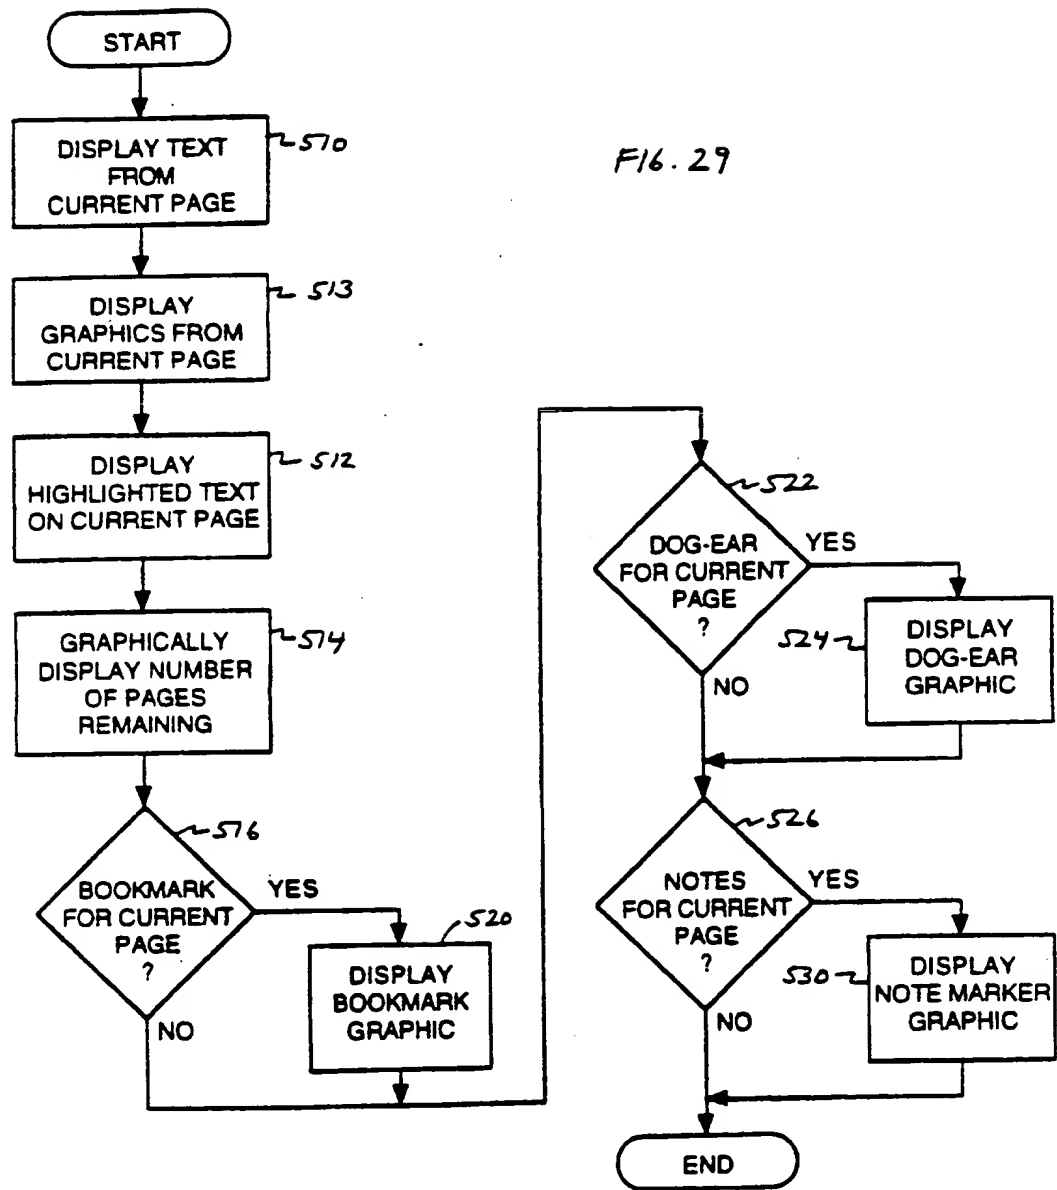 START
DISPLAY TEXT
FROM
CURRENT PAGE
510
FIG. 29
DISPLAY
GRAPHICS FROM
CURRENT PAGE
513
DISPLAY
HIGHLIGHTED TEXT
ON CURRENT PAGE
512
GRAPHICALLY
DISPLAY NUMBER
OF PAGES
REMAINING
514
BOOKMARK
FOR CURRENT
PAGE
?
516
YES
NO
DISPLAY
BOOKMARK
GRAPHIC
520
DOG-EAR
FOR CURRENT
PAGE
?
522
YES
NO
DISPLAY
DOG-EAR
GRAPHIC
524
NOTES
FOR CURRENT
PAGE
?
526
YES
NO
DISPLAY
NOTE MARKER
GRAPHIC
530
END